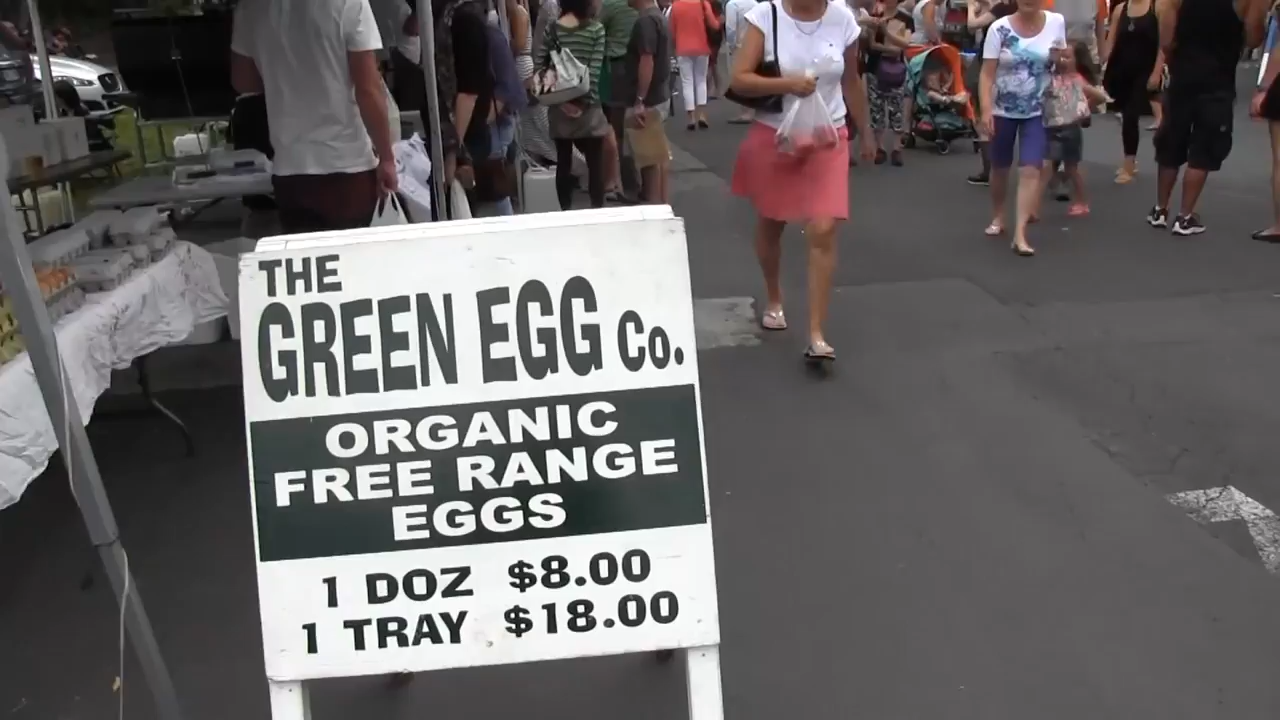 THE
GREEN EGG Co.
ORGANIC
FREE RANGE
EGGS
1 DOZ $8.00
1 TRAY $18.00